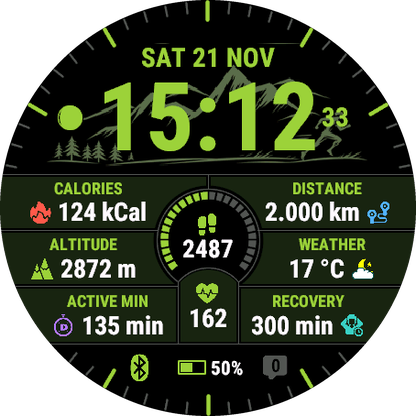 SAT 21 NOV
15:12 33
CALORIES
124 kCal
DISTANCE
2.000 km
ALTITUDE
2872 m
2487
WEATHER
17 °C
ACTIVE MIN
D 135 min
162
RECOVERY
300 min
50%
0